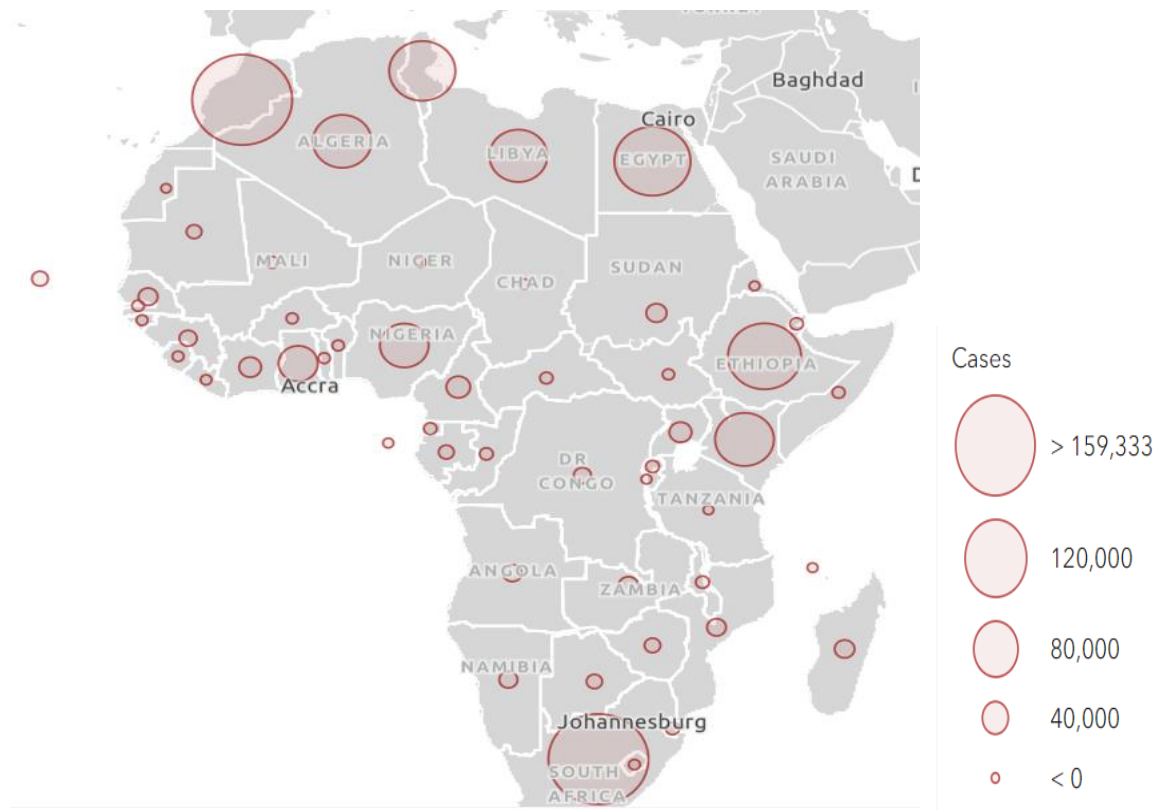 Baghdad
Cairo
ALGERIA
LIBYA
EGYPT
SAUDI
ARABIA
MALI
NIGER
CHAD
SUDAN
NIGERIA
ETHIOPIA
Accra
DR
CONGO
TANZANIA
ANGOLA
ZAMBIA
NAMIBIA
Johannesburg
SOUTH
AFRICA
Cases
> 159,333
120,000
80,000
40,000
< 0